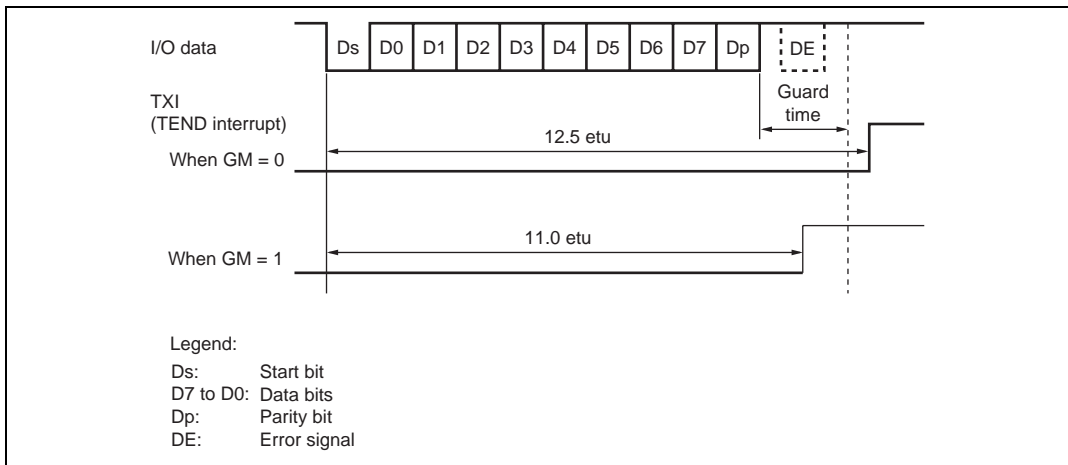 I/O data
Ds D0 D1 D2 D3 D4 D5 D6 D7 Dp DE
Guard
time
TXI
(TEND interrupt)
12.5 etu
When GM = 0
11.0 etu
When GM = 1
Legend:
Ds: Start bit
D7 to D0: Data bits
Dp: Parity bit
DE: Error signal